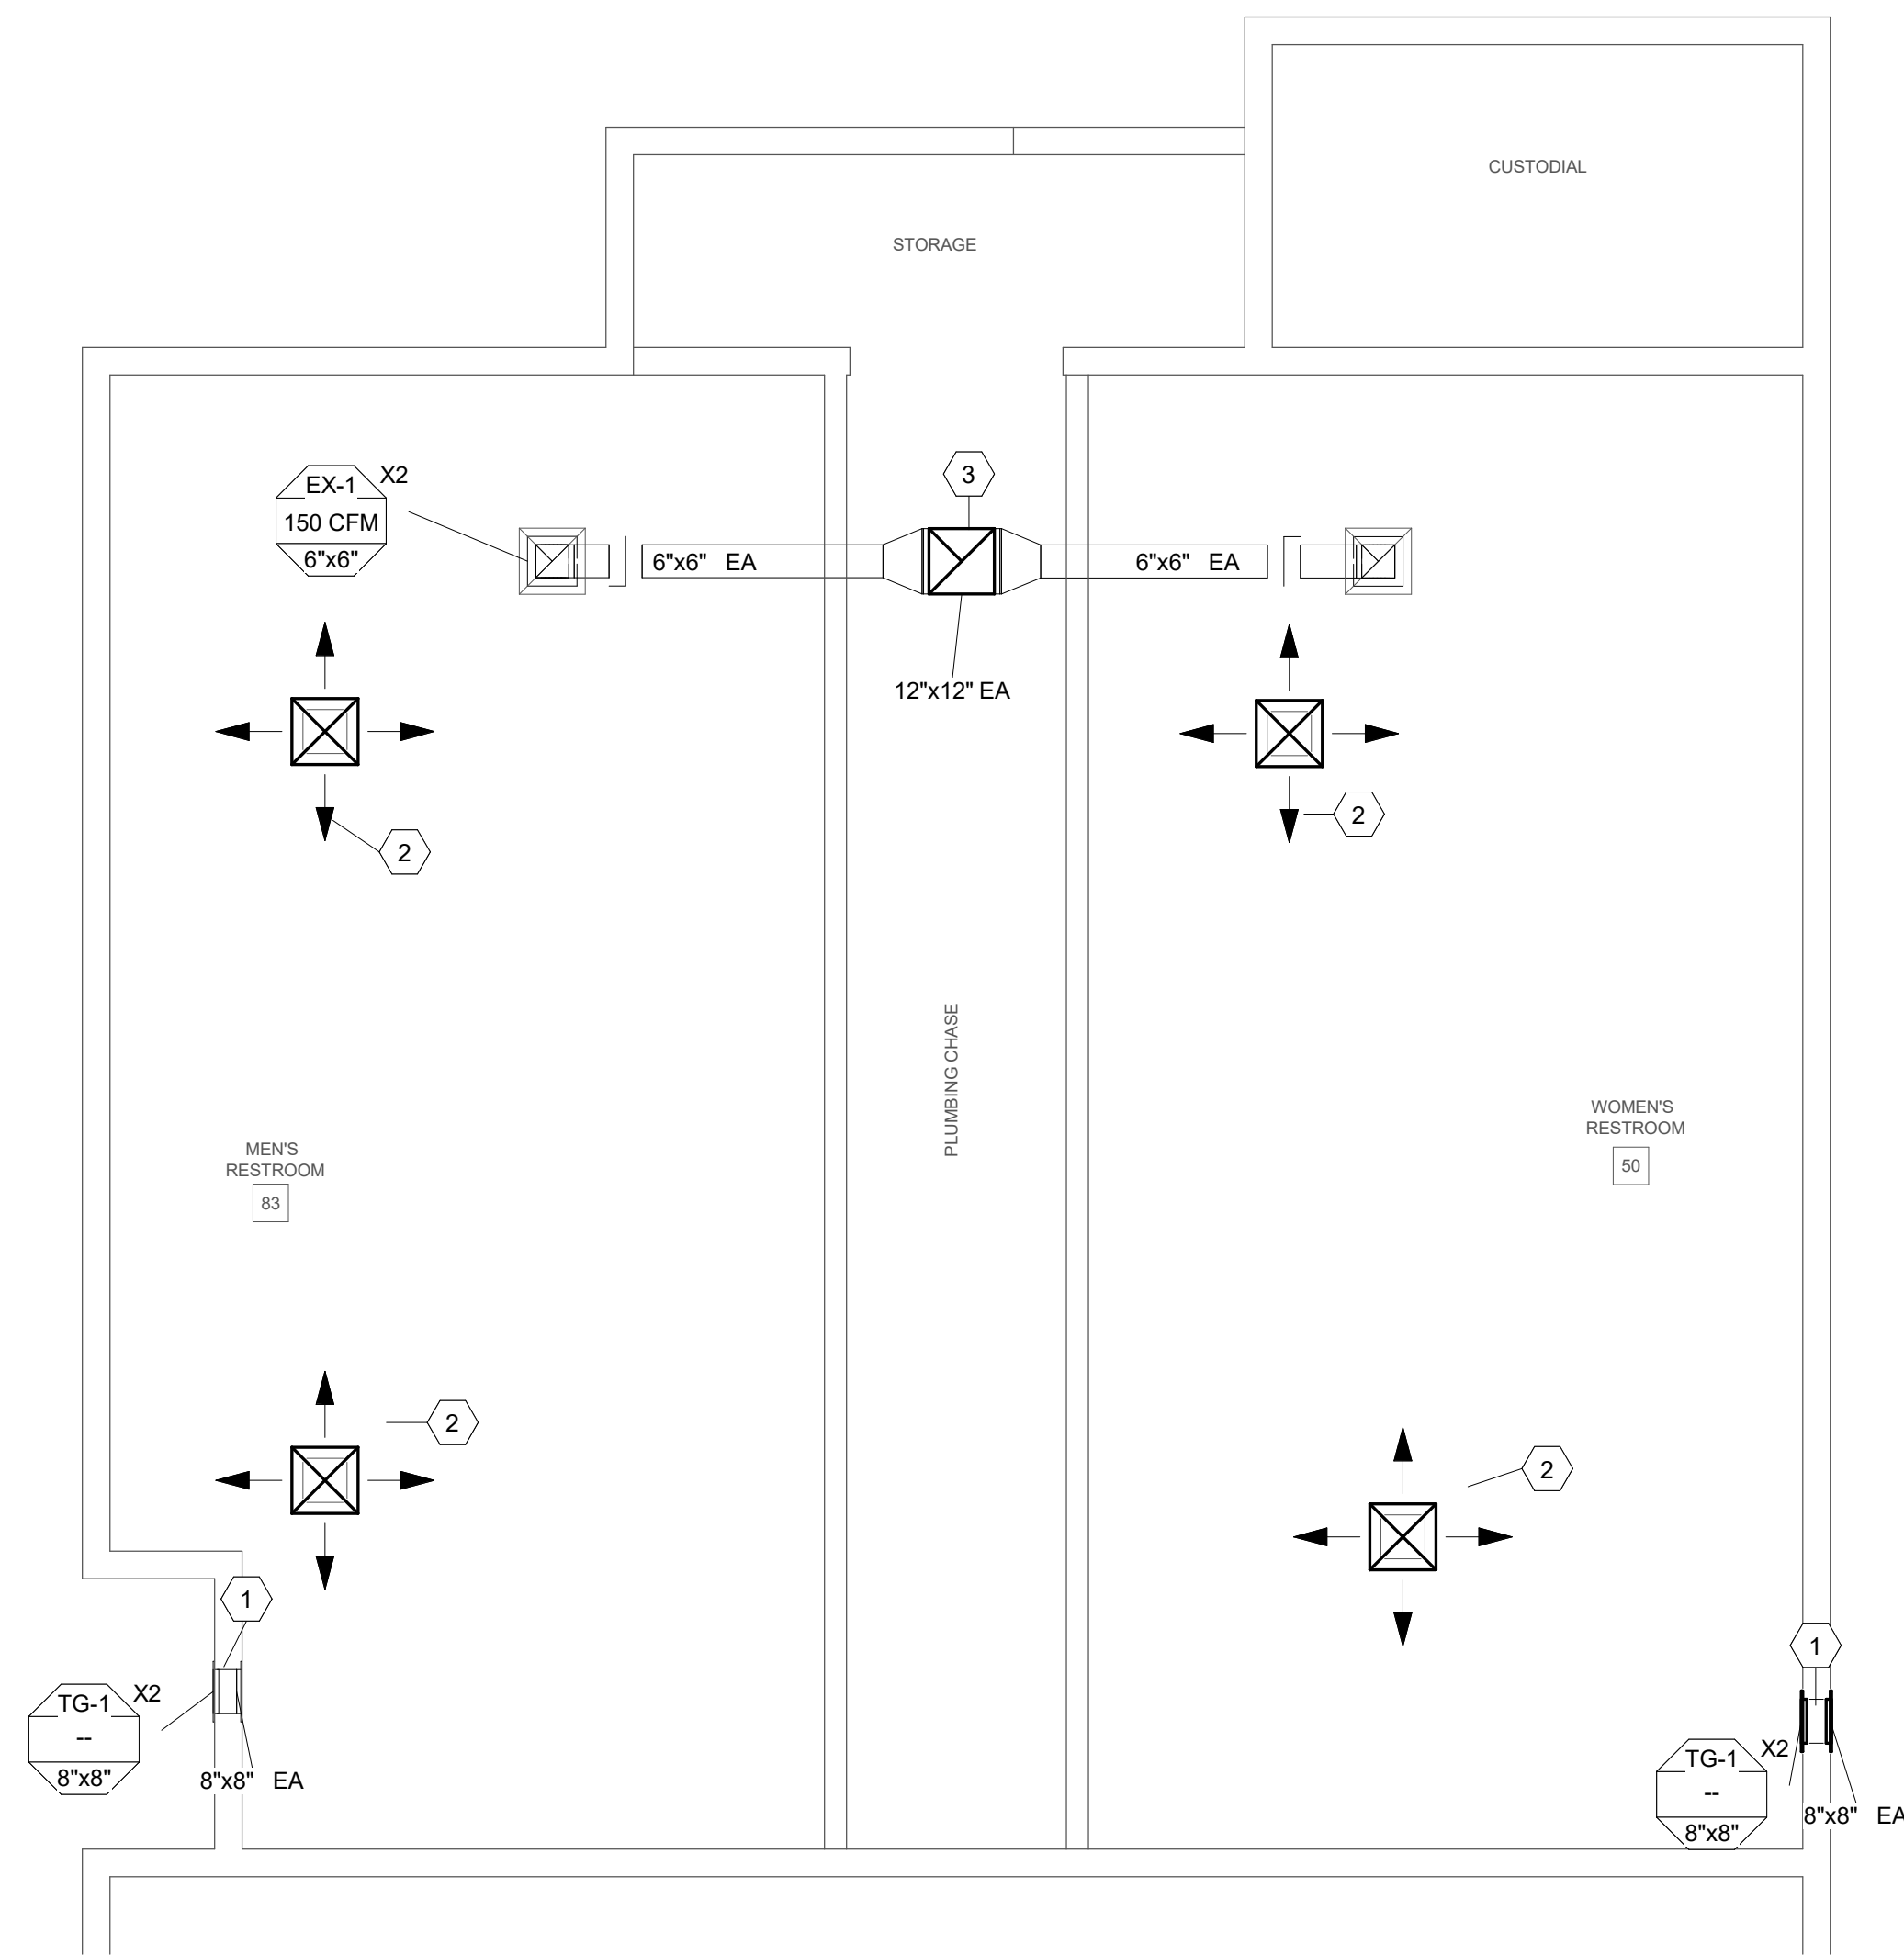 CUSTODIAL
STORAGE
EX-1 X2
150 CFM
6"x6"
3
6"x6" EA
6"x6" EA
12"x12" EA
2
2
PLUMBING CHASE
WOMEN'S
RESTROOM
50
MEN'S
RESTROOM
83
2
2
1
TG-1 X2
--
8"x8"
8"x8" EA
1
TG-1 X2
--
8"x8"
8"x8" EA